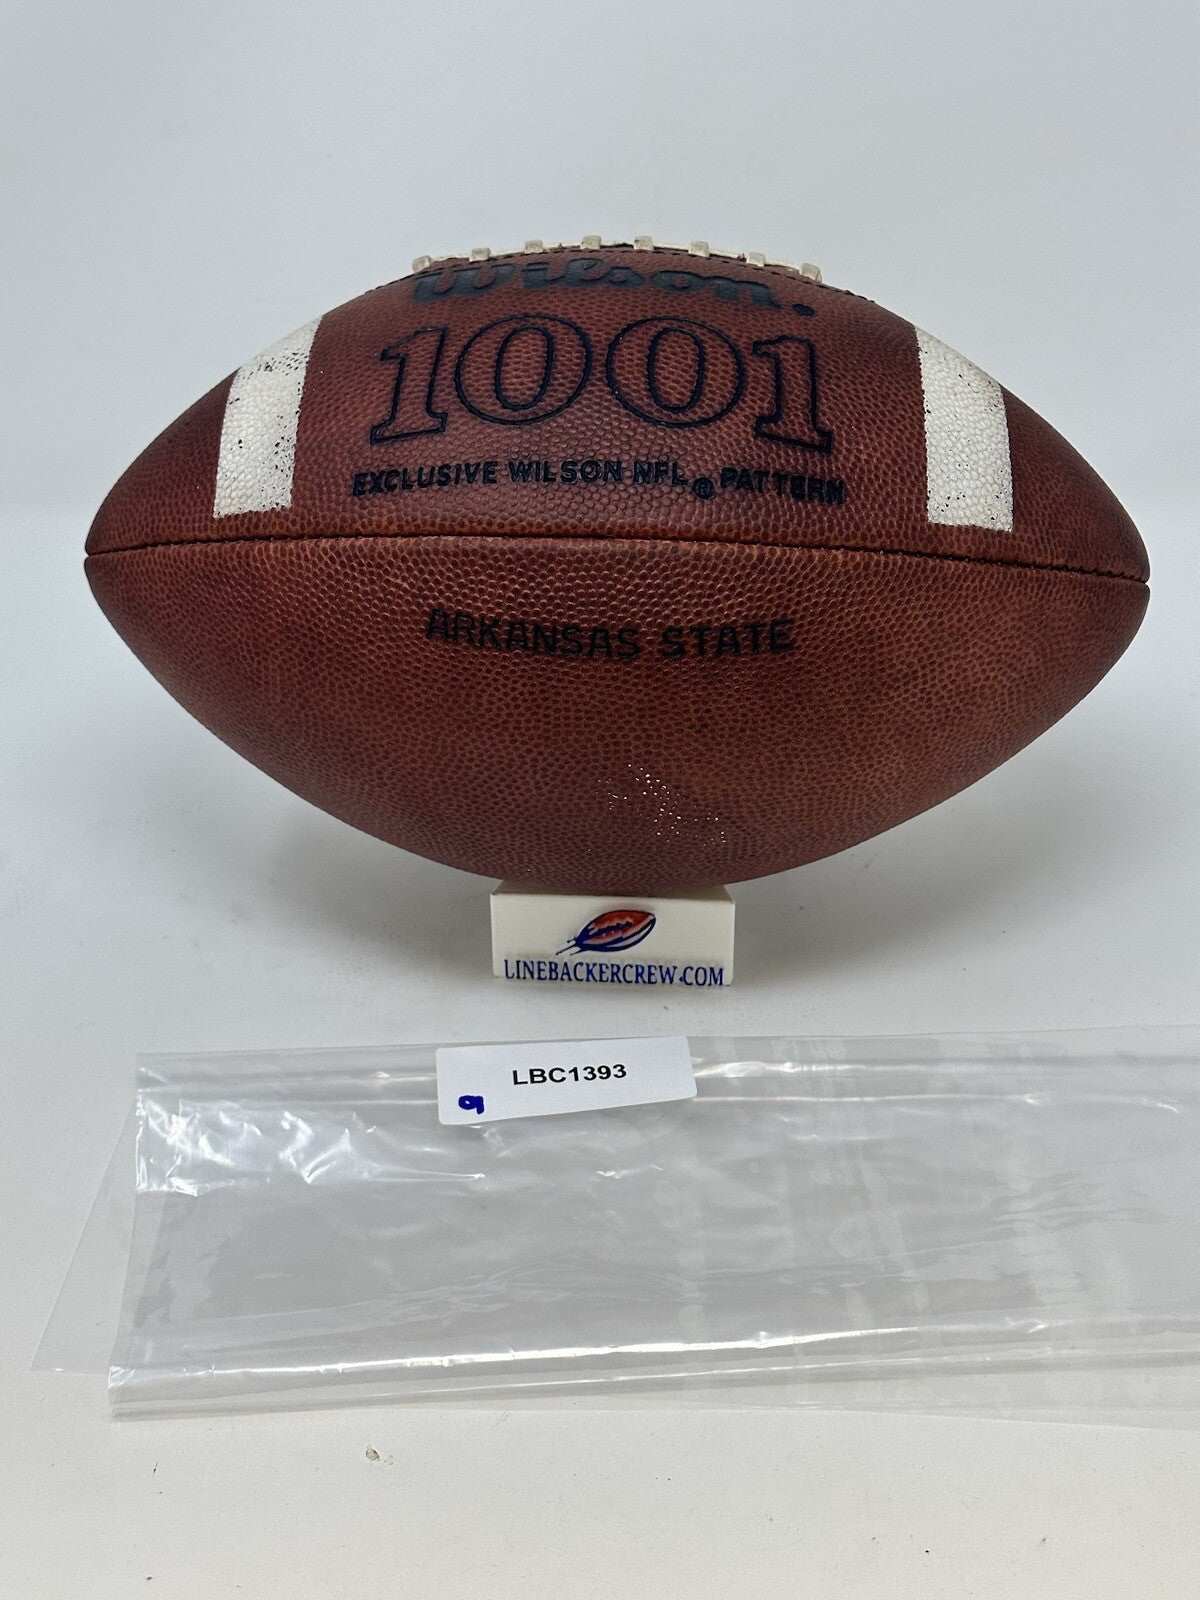 Wilson.
1001
EXCLUSIVE WILSON NFL® PATTERN
ARKANSAS STATE
LINEBACKERCREW.COM
LBC1393
9